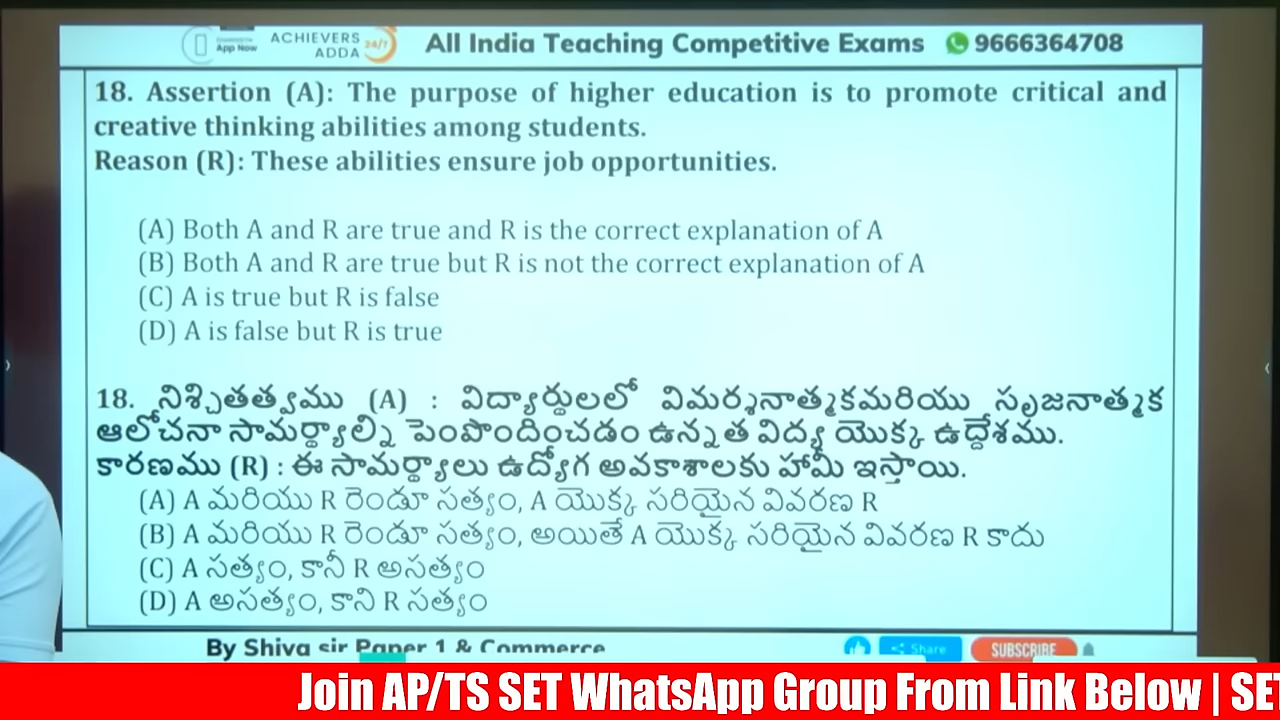 App Now
ACHIEVERS
ADDA 24/7
All India Teaching Competitive Exams 9666364708
18. Assertion (A): The purpose of higher education is to promote critical and
creative thinking abilities among students.
Reason (R): These abilities ensure job opportunities.
(A) Both A and R are true and R is the correct explanation of A
(B) Both A and R are true but R is not the correct explanation of A
(C) A is true but R is false
(D) A is false but R is true
18. నిశ్చితత్వము (A) : విద్యార్థులలో విమర్శనాత్మకమరియు సృజనాత్మక
ఆలోచనా సామర్థ్యాల్ని పెంపొందించడం ఉన్నత విద్య యొక్క ఉద్దేశము.
కారణము (R) : ఈ సామర్థ్యాలు ఉద్యోగ అవకాశాలకు హామీ ఇస్తాయి.
(A) A మరియు R రెండూ సత్యం, A యొక్క సరియైన వివరణ R
(B) A మరియు R రెండూ సత్యం, అయితే A యొక్క సరియైన వివరణ R కాదు
(C) A సత్యం, కానీ R అసత్యం
(D) A అసత్యం, కాని R సత్యం
By Shiva sir Paper 1 & Commerce
Share
SUBSCRIBE
Join AP/TS SET WhatsApp Group From Link Below | SET